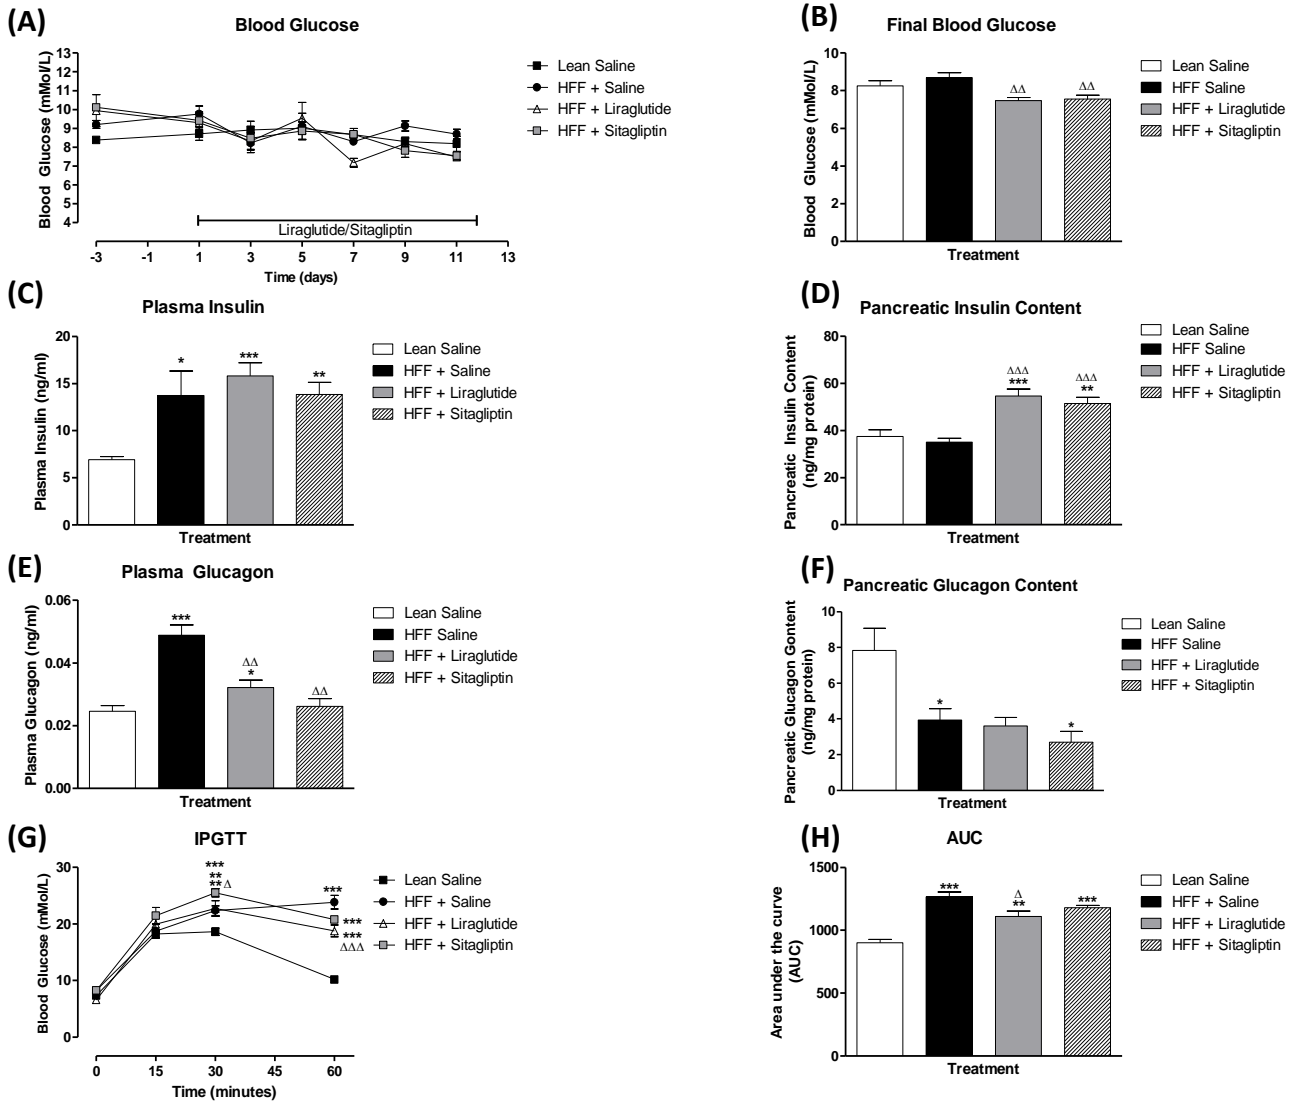 (A)
Blood Glucose
Blood Glucose (mMol/L)
13
12
11
10
9
8
7
6
5
4
Liraglutide/Sitagliptin
-3 -1 1 3 5 7 9 11 13
Time (days)
Lean Saline
HFF + Saline
HFF + Liraglutide
HFF + Sitagliptin
(B)
Final Blood Glucose
Blood Glucose (mMol/L)
10
8
6
4
2
0
ΔΔ ΔΔ
Treatment
Lean Saline
HFF Saline
HFF + Liraglutide
HFF + Sitagliptin
(C)
Plasma Insulin
Plasma Insulin (ng/ml)
20
15
10
5
0
* *** **
Treatment
Lean Saline
HFF + Saline
HFF + Liraglutide
HFF + Sitagliptin
(D)
Pancreatic Insulin Content
Pancreatic Insulin Content
(ng/mg protein)
80
60
40
20
0
ΔΔΔ ΔΔΔ
*** **
Treatment
Lean Saline
HFF Saline
HFF + Liraglutide
HFF + Sitagliptin
(E)
Plasma Glucagon
Plasma Glucagon (ng/ml)
0.06
0.04
0.02
0.00
***
ΔΔ
*
ΔΔ
Treatment
Lean Saline
HFF Saline
HFF + Liraglutide
HFF + Sitagliptin
(F)
Pancreatic Glucagon Content
Pancreatic Glucagon Gontent
(ng/mg protein)
10
8
6
4
2
0
* *
Treatment
Lean Saline
HFF Saline
HFF + Liraglutide
HFF + Sitagliptin
(G)
IPGTT
Blood Glucose (mMol/L)
30
20
10
0
***
**
** Δ
***
***
***
ΔΔΔ
0 15 30 45 60
Time (minutes)
Lean Saline
HFF + Saline
HFF + Liraglutide
HFF + Sitagliptin
(H)
AUC
Area under the curve
(AUC)
1500
1000
500
0
***
Δ
**
***
Treatment
Lean Saline
HFF + Saline
HFF + Liraglutide
HFF + Sitagliptin